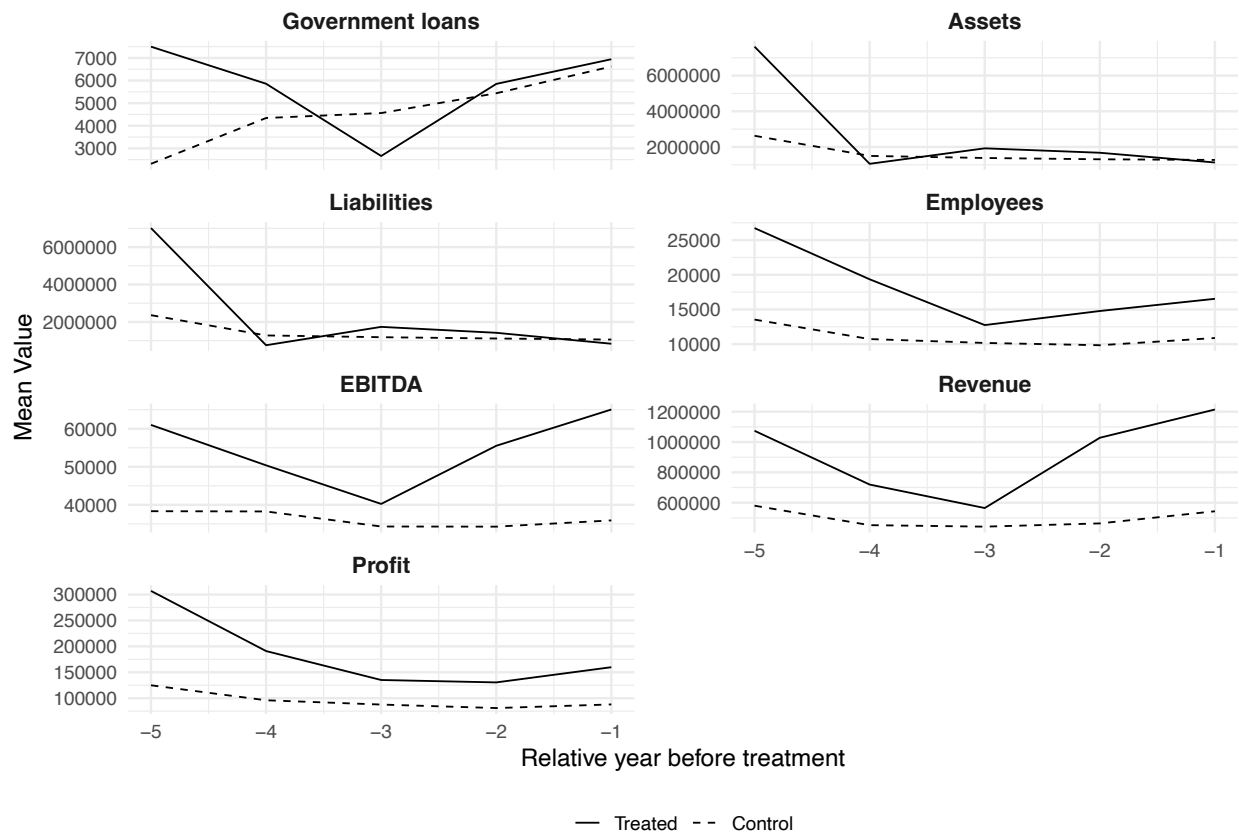 Government loans
7000
6000
5000
4000
3000
Assets
6000000
4000000
2000000
Liabilities
6000000
4000000
2000000
Employees
25000
20000
15000
10000
EBITDA
60000
50000
40000
Revenue
1200000
1000000
800000
600000
−5 −4 −3 −2 −1
Profit
300000
250000
200000
150000
100000
−5 −4 −3 −2 −1
Mean Value
Relative year before treatment
Treated Control